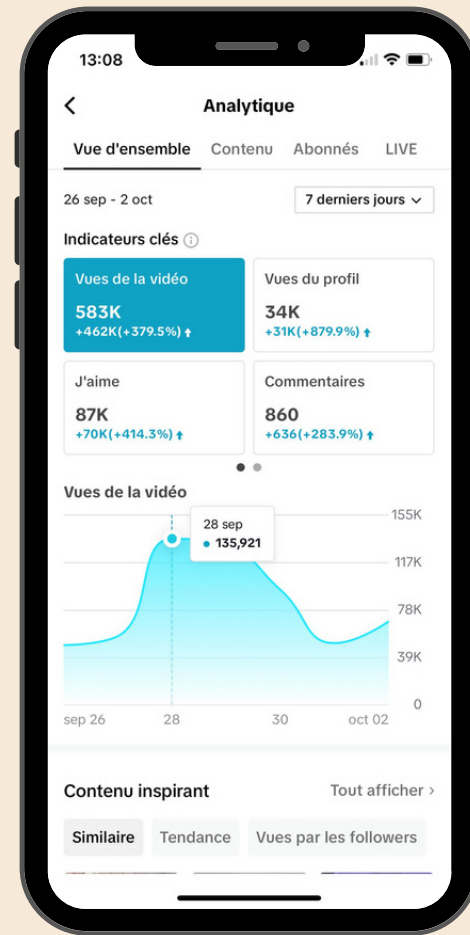 13:08
Analytique
Vue d'ensemble Contenu Abonnés LIVE
26 sep - 2 oct
7 derniers jours
Indicateurs clés
Vues de la vidéo
583K
+462K(+379.5%)
Vues du profil
34K
+31K(+879.9%)
J'aime
87K
+70K(+414.3%)
Commentaires
860
+636(+283.9%)
Vues de la vidéo
28 sep
135,921
155K
117K
78K
39K
0
sep 26 28 30 oct 02
Contenu inspirant
Tout afficher
Similaire Tendance Vues par les followers